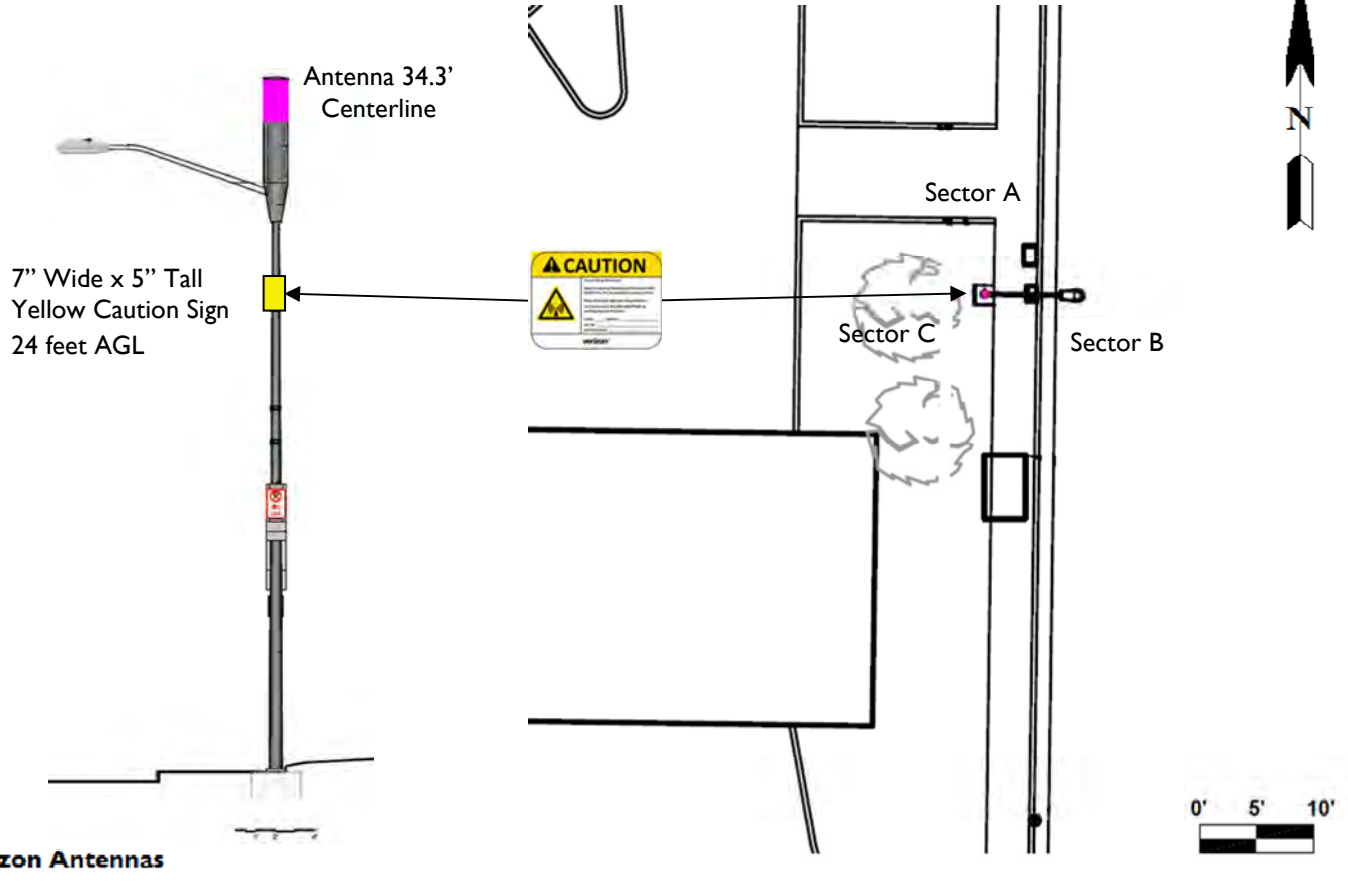 Antenna 34.3’
Centerline
7” Wide x 5” Tall
Yellow Caution Sign
24 feet AGL
CAUTION
verizon
Sector A
Sector C
Sector B
N
0' 5' 10'
zon Antennas